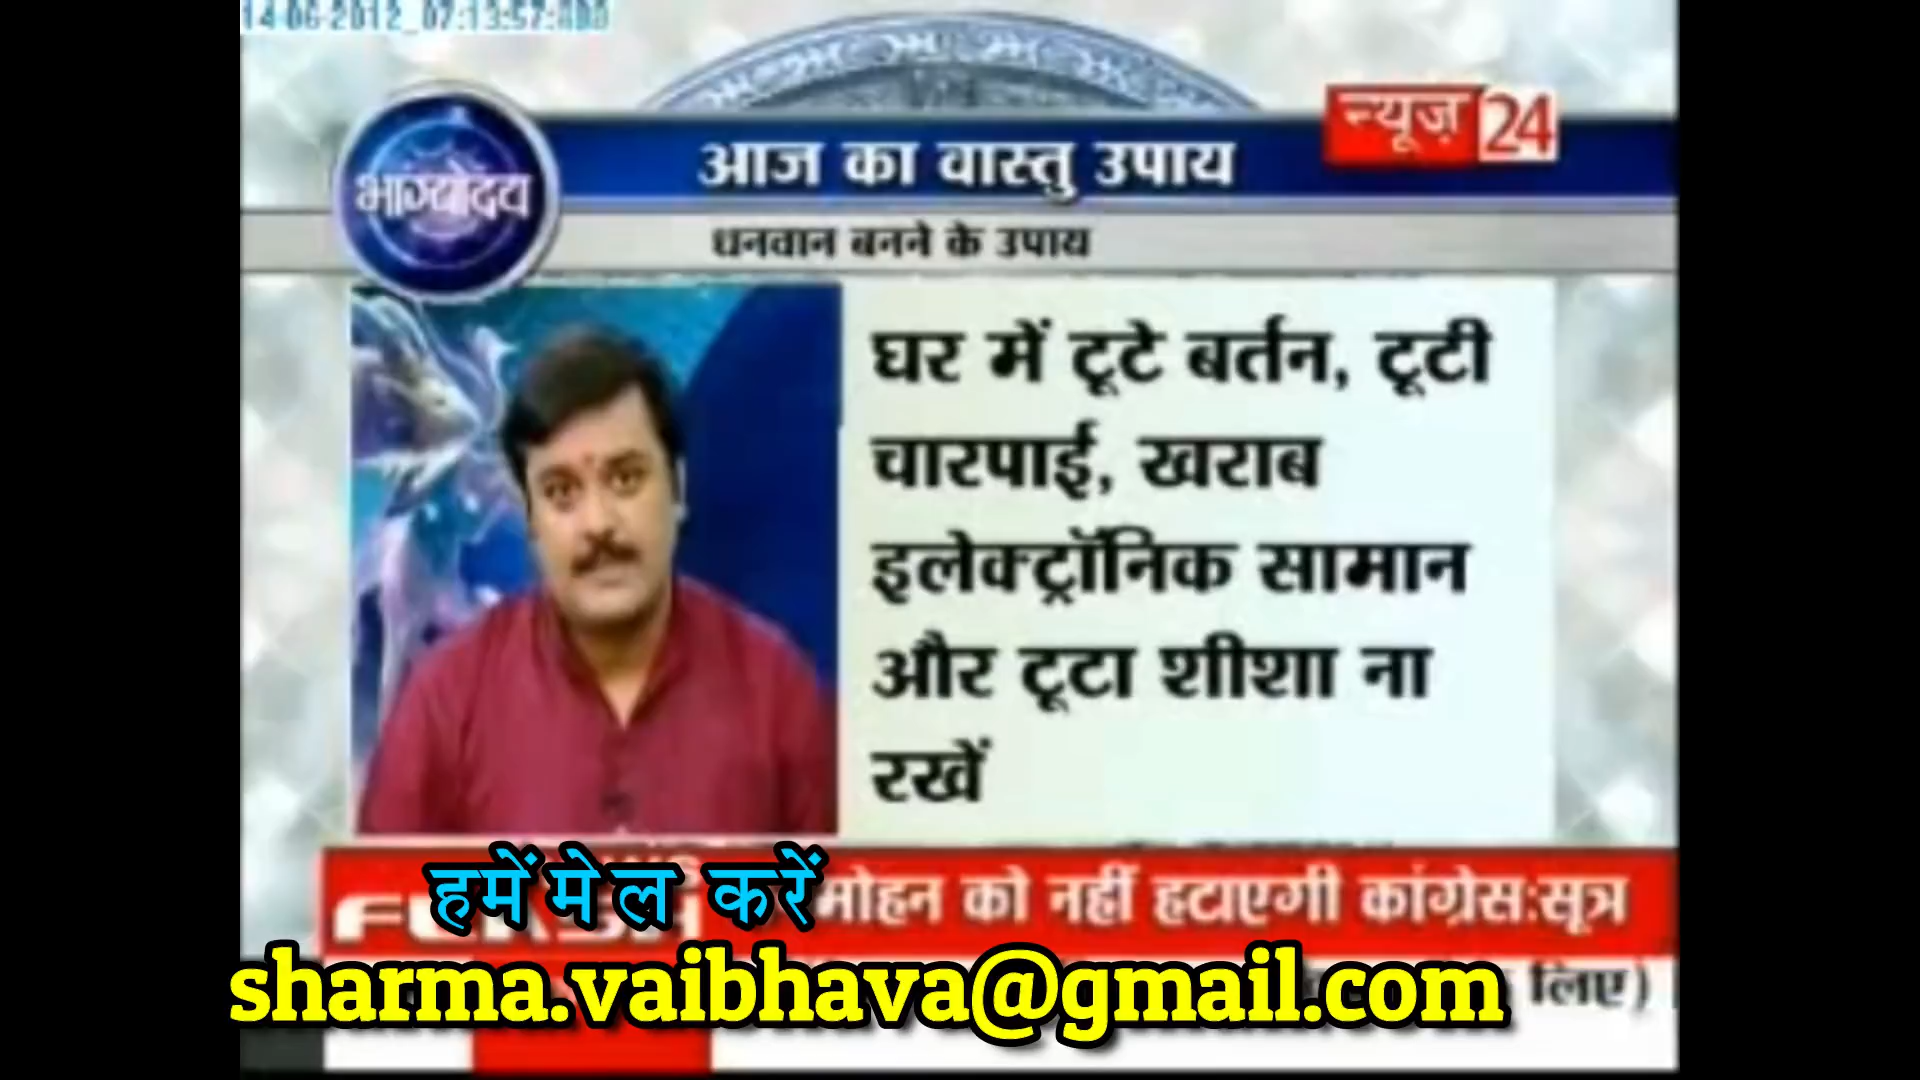 14-06-2012_07:13:57
न्यूज़ 24
भाग्योदय
आज का वास्तु उपाय
धनवान बनने के उपाय
घर में टूटे बर्तन, टूटी
चारपाई, खराब
इलेक्ट्रॉनिक सामान
और टूटा शीशा ना
रखें
हमें मेल करें
मोहन को नहीं हटाएगी कांग्रेस:सूत्र
sharma.vaibhava@gmail.com
लिए)